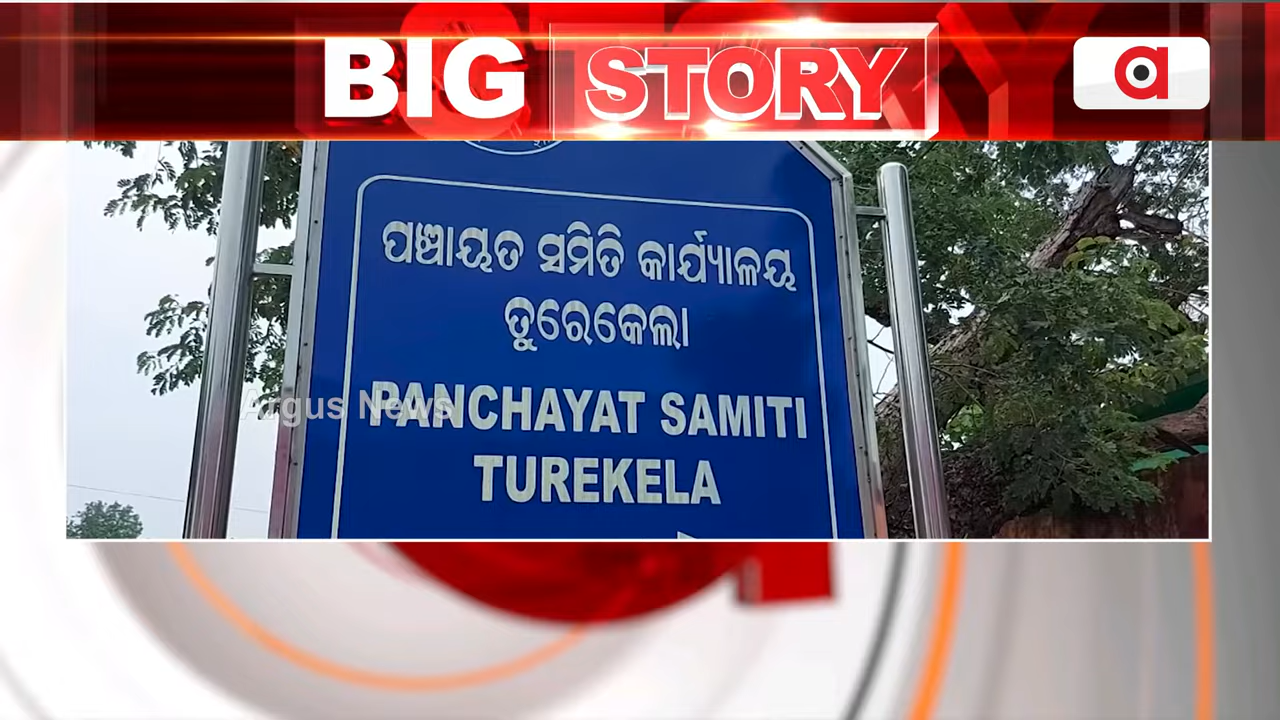 BIG STORY
a
ପଞ୍ଚାୟତ ସମିତି କାର୍ଯ୍ୟାଳୟ
ତୁରେକେଲା
Argus News
PANCHAYAT SAMITI
TUREKELA